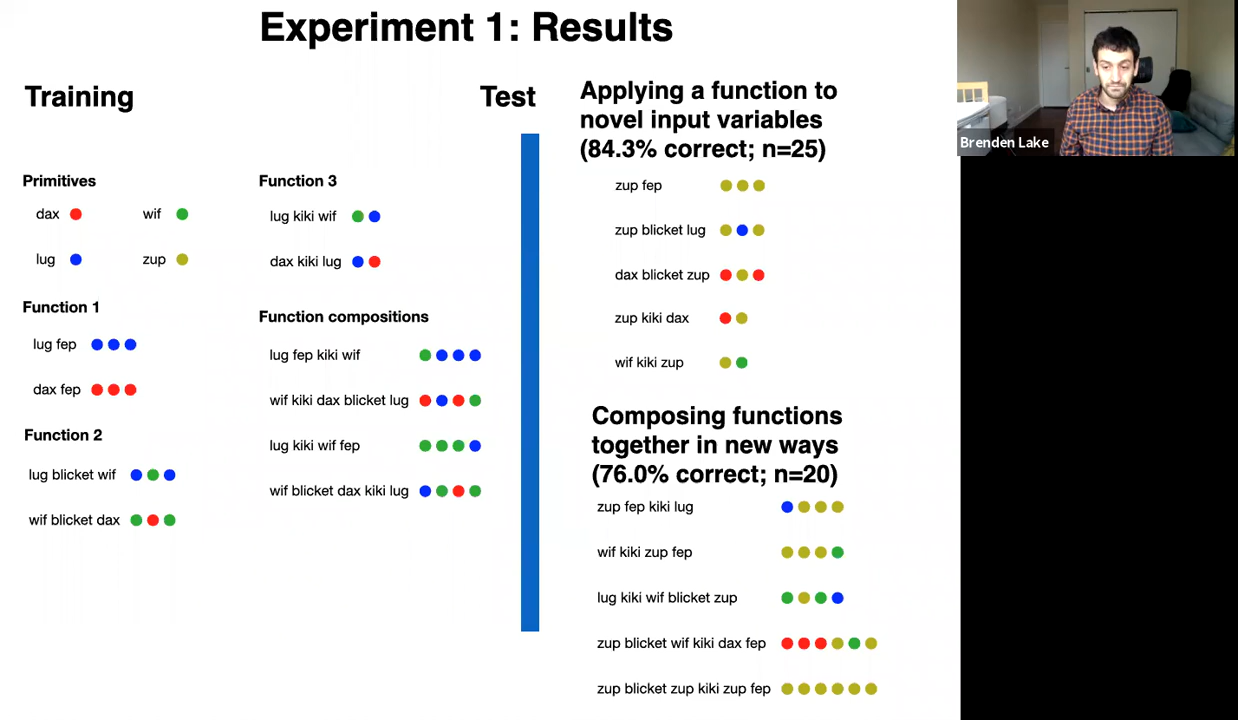 Experiment 1: Results
Training
Primitives
dax
wif
lug
zup
Function 1
lug fep
dax fep
Function 2
lug blicket wif
wif blicket dax
Function 3
lug kiki wif
dax kiki lug
Function compositions
lug fep kiki wif
wif kiki dax blicket lug
lug kiki wif fep
wif blicket dax kiki lug
Test
Applying a function to
novel input variables
(84.3% correct; n=25)
zup fep
zup blicket lug
dax blicket zup
zup kiki dax
wif kiki zup
Composing functions
together in new ways
(76.0% correct; n=20)
zup fep kiki lug
wif kiki zup fep
lug kiki wif blicket zup
zup blicket wif kiki dax fep
zup blicket zup kiki zup fep
Brenden Lake